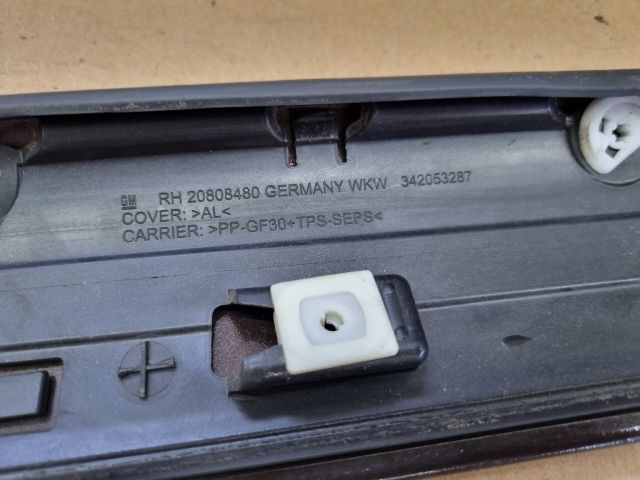 GM RH 20808480 GERMANY WKW 342053287
COVER: >AL<
CARRIER: >PP-GF30+TPS-SEPS<